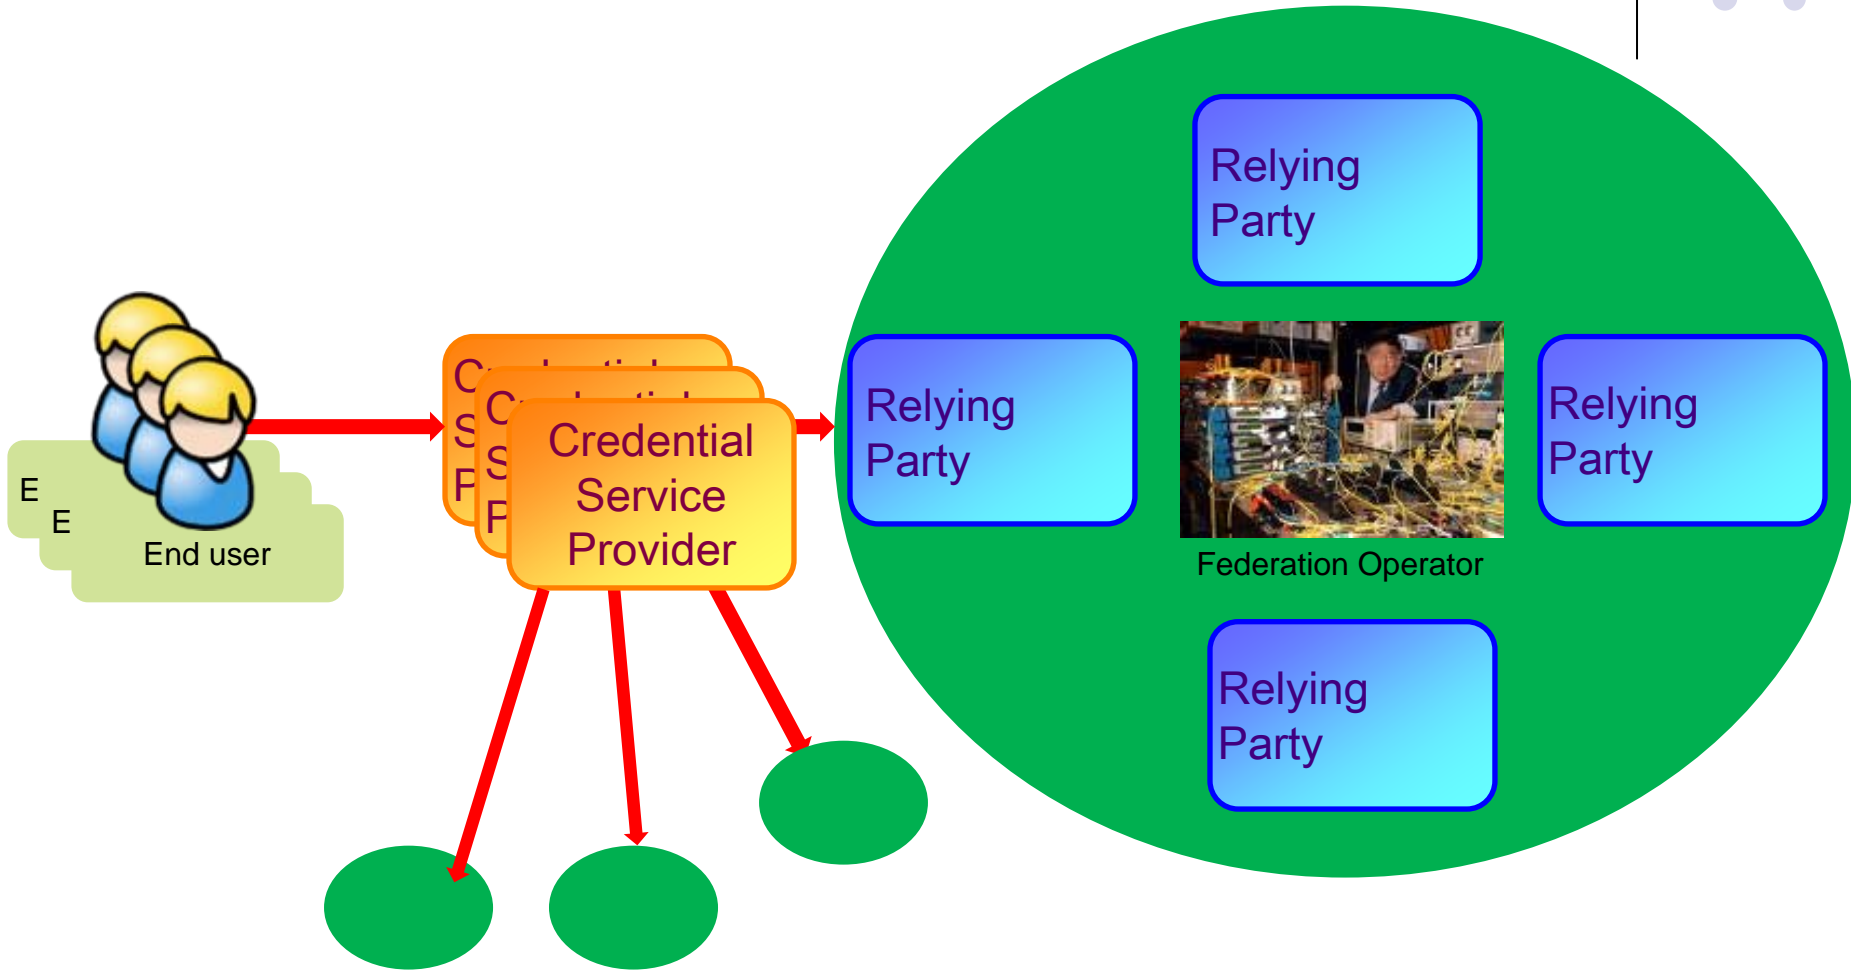 Relying
Party
Relying
Party
Relying
Party
Credential
Service
Provider
E
E
End user
Federation Operator
Relying
Party